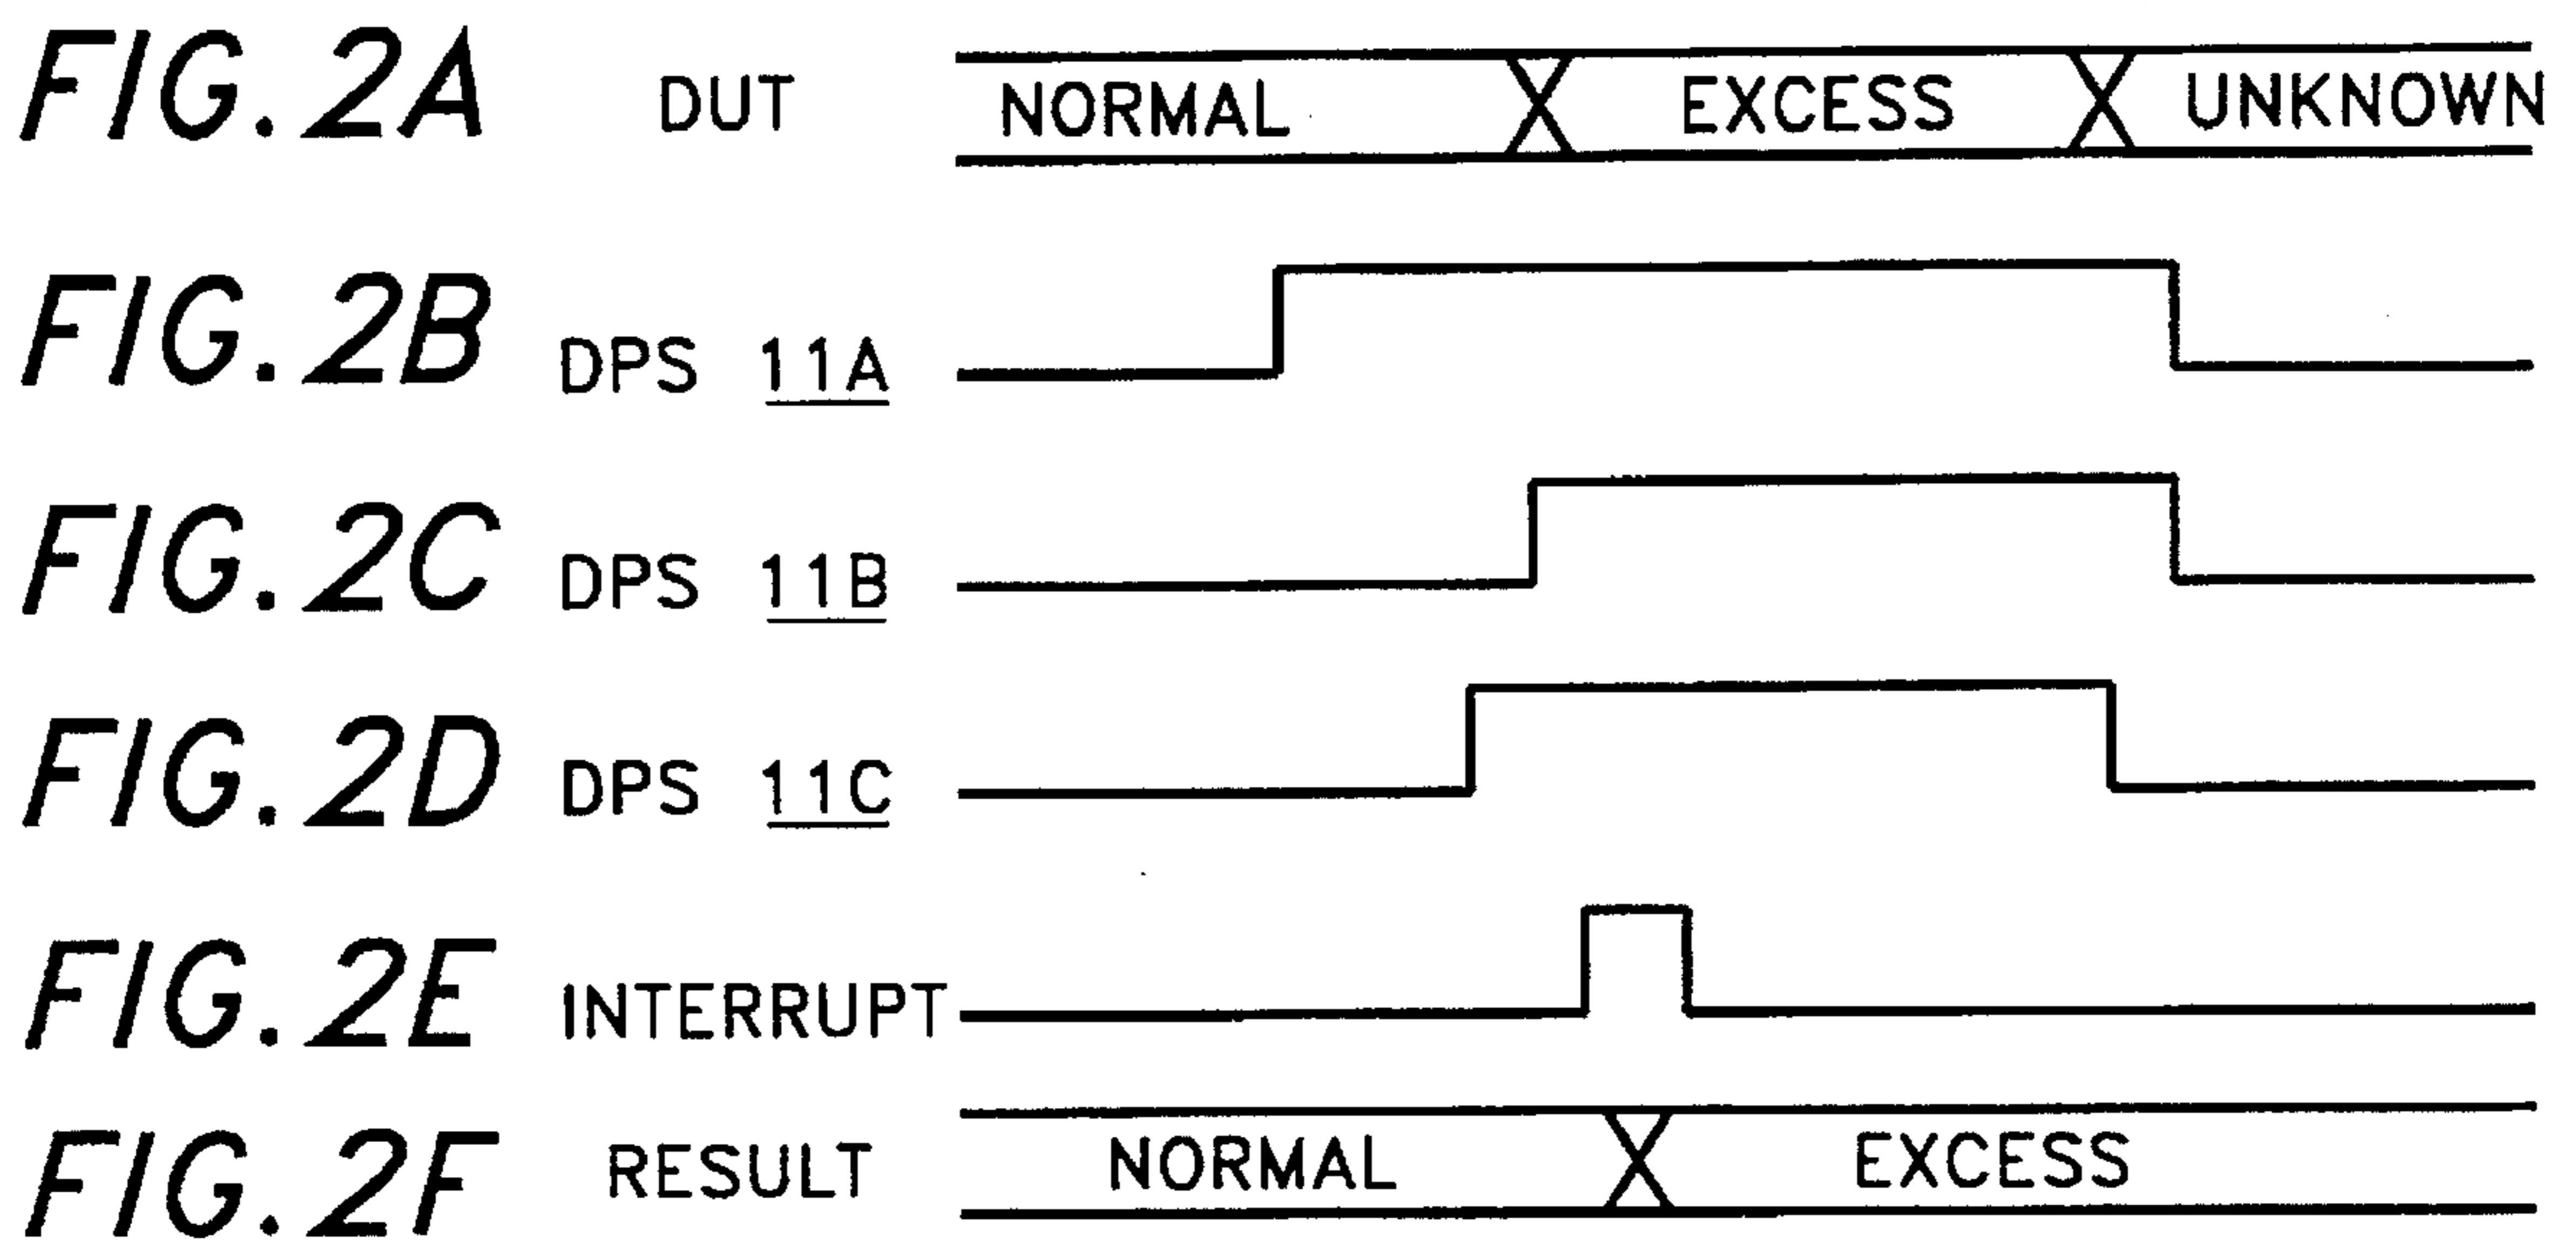 FIG. 2A DUT NORMAL EXCESS UNKNOWN
FIG. 2B DPS 11A
FIG. 2C DPS 11B
FIG. 2D DPS 11C
FIG. 2E INTERRUPT
FIG. 2F RESULT NORMAL EXCESS